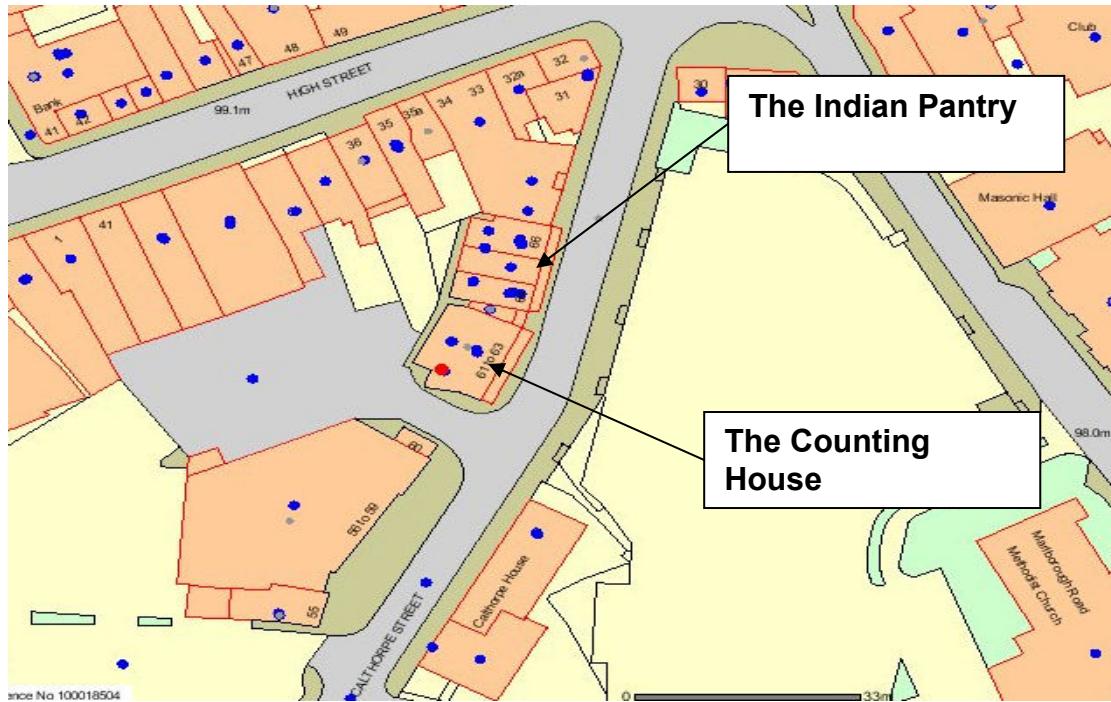 47
48
49
HIGH STREET
99.1m
Bank
41
42
32
32a
33
34
31
35a
35
36
30
Club
The Indian Pantry
Masonic Hall
1
41
66
61 to 63
The Counting
House
98.0m
60
56 to 59
55
Calthorpe House
CALTHORPE STREET
Marlborough Road
Methodist Church
ence No 100018504
0
33m